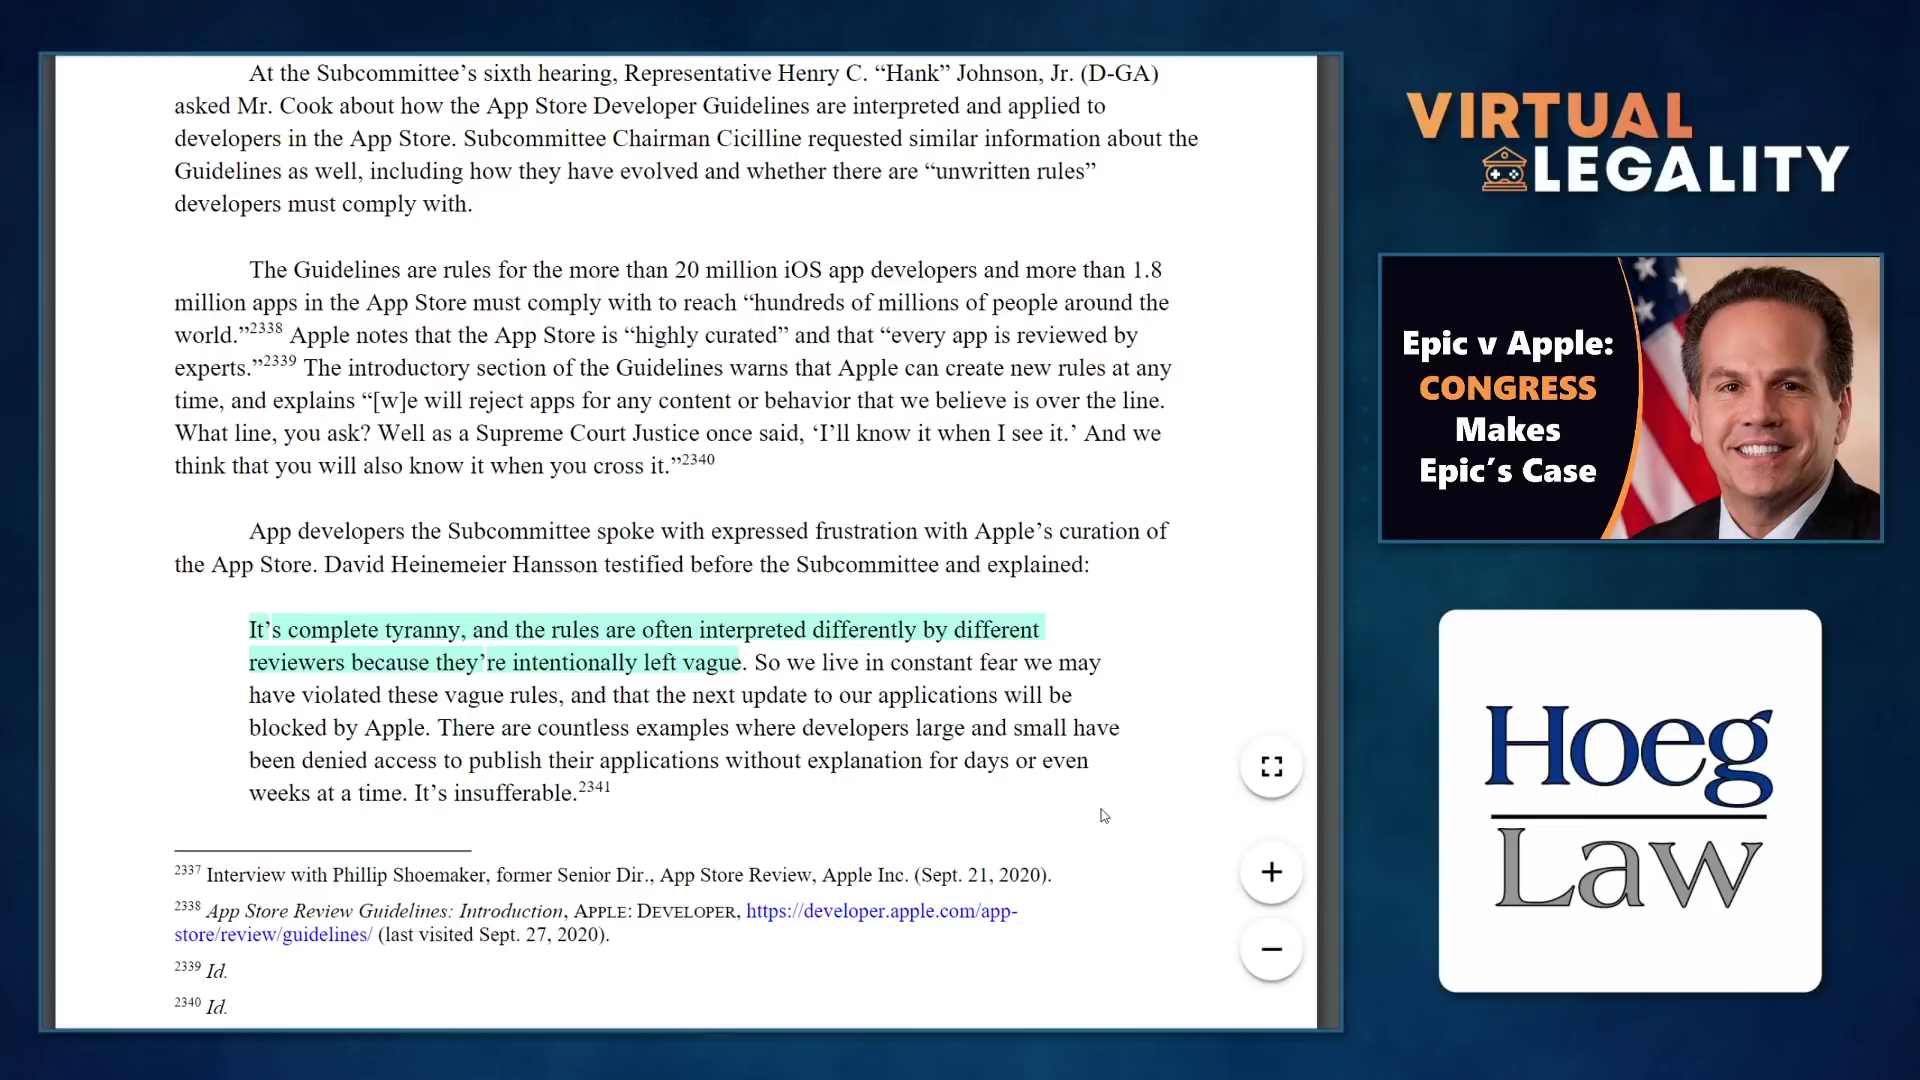 At the Subcommittee’s sixth hearing, Representative Henry C. “Hank” Johnson, Jr. (D-GA)
asked Mr. Cook about how the App Store Developer Guidelines are interpreted and applied to
developers in the App Store. Subcommittee Chairman Cicilline requested similar information about the
Guidelines as well, including how they have evolved and whether there are “unwritten rules”
developers must comply with.
The Guidelines are rules for the more than 20 million iOS app developers and more than 1.8
million apps in the App Store must comply with to reach “hundreds of millions of people around the
world.”2338 Apple notes that the App Store is “highly curated” and that “every app is reviewed by
experts.”2339 The introductory section of the Guidelines warns that Apple can create new rules at any
time, and explains “[w]e will reject apps for any content or behavior that we believe is over the line.
What line, you ask? Well as a Supreme Court Justice once said, ‘I’ll know it when I see it.’ And we
think that you will also know it when you cross it.”2340
App developers the Subcommittee spoke with expressed frustration with Apple’s curation of
the App Store. David Heinemeier Hansson testified before the Subcommittee and explained:
It’s complete tyranny, and the rules are often interpreted differently by different
reviewers because they’re intentionally left vague. So we live in constant fear we may
have violated these vague rules, and that the next update to our applications will be
blocked by Apple. There are countless examples where developers large and small have
been denied access to publish their applications without explanation for days or even
weeks at a time. It’s insufferable.2341
2337 Interview with Phillip Shoemaker, former Senior Dir., App Store Review, Apple Inc. (Sept. 21, 2020).
2338 App Store Review Guidelines: Introduction, APPLE: DEVELOPER, https://developer.apple.com/app-
store/review/guidelines/ (last visited Sept. 27, 2020).
2339 Id.
2340 Id.
VIRTUAL
LEGALITY
Epic v Apple:
CONGRESS
Makes
Epic’s Case
Hoeg
Law